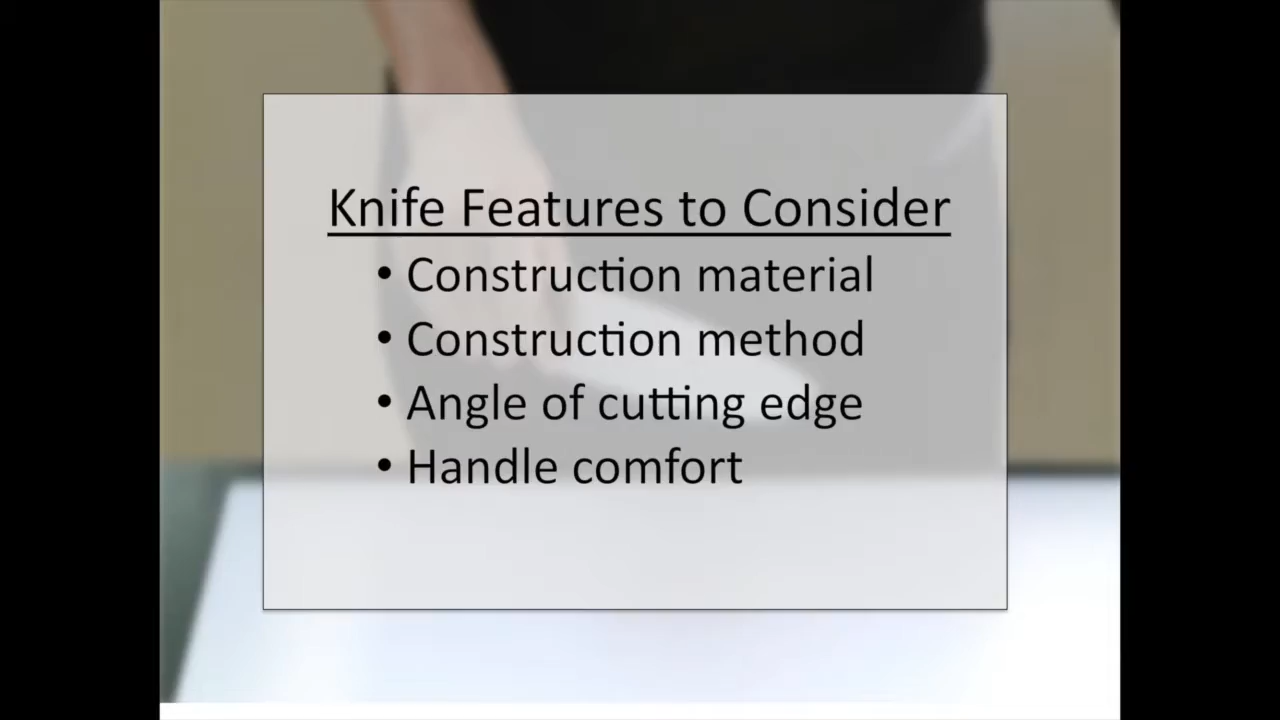 Knife Features to Consider
• Construction material
• Construction method
• Angle of cutting edge
• Handle comfort